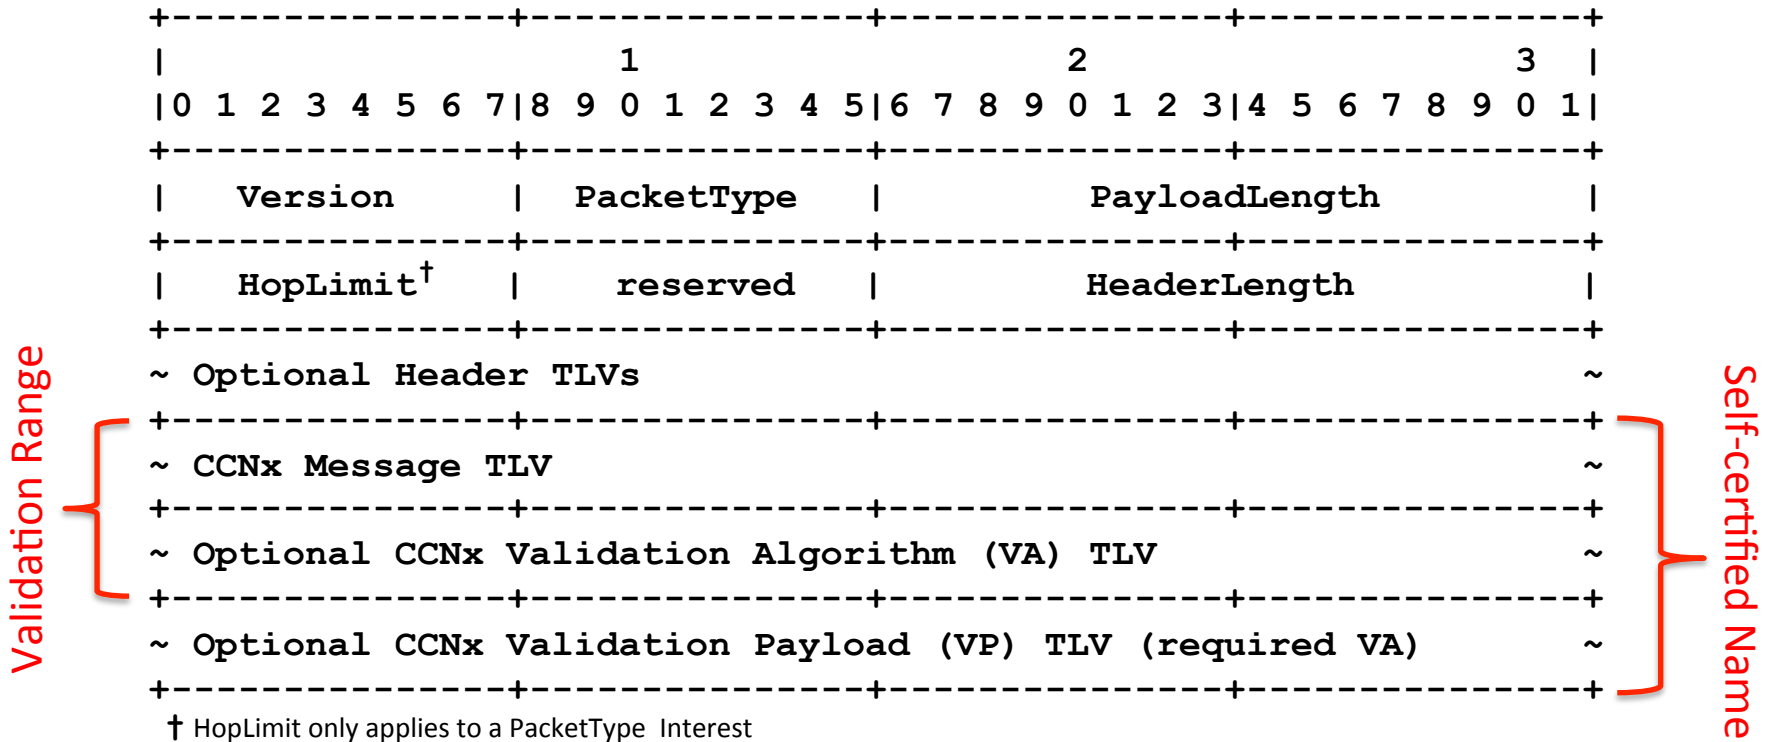 +---------------+---------------+---------------+---------------+
|                    1                   2                   3  |
|0 1 2 3 4 5 6 7|8 9 0 1 2 3 4 5|6 7 8 9 0 1 2 3|4 5 6 7 8 9 0 1|
+---------------+---------------+---------------+---------------+
|   Version     |  PacketType   |         PayloadLength         |
+---------------+---------------+---------------+---------------+
|   HopLimit†   |   reserved    |         HeaderLength          |
+---------------+---------------+---------------+---------------+
~ Optional Header TLVs                                          ~
+---------------+---------------+---------------+---------------+
~ CCNx Message TLV                                              ~
+---------------+---------------+---------------+---------------+
~ Optional CCNx Validation Algorithm (VA) TLV                   ~
+---------------+---------------+---------------+---------------+
~ Optional CCNx Validation Payload (VP) TLV (required VA)       ~
+---------------+---------------+---------------+---------------+
† HopLimit only applies to a PacketType Interest
Validation Range
Self-certified Name